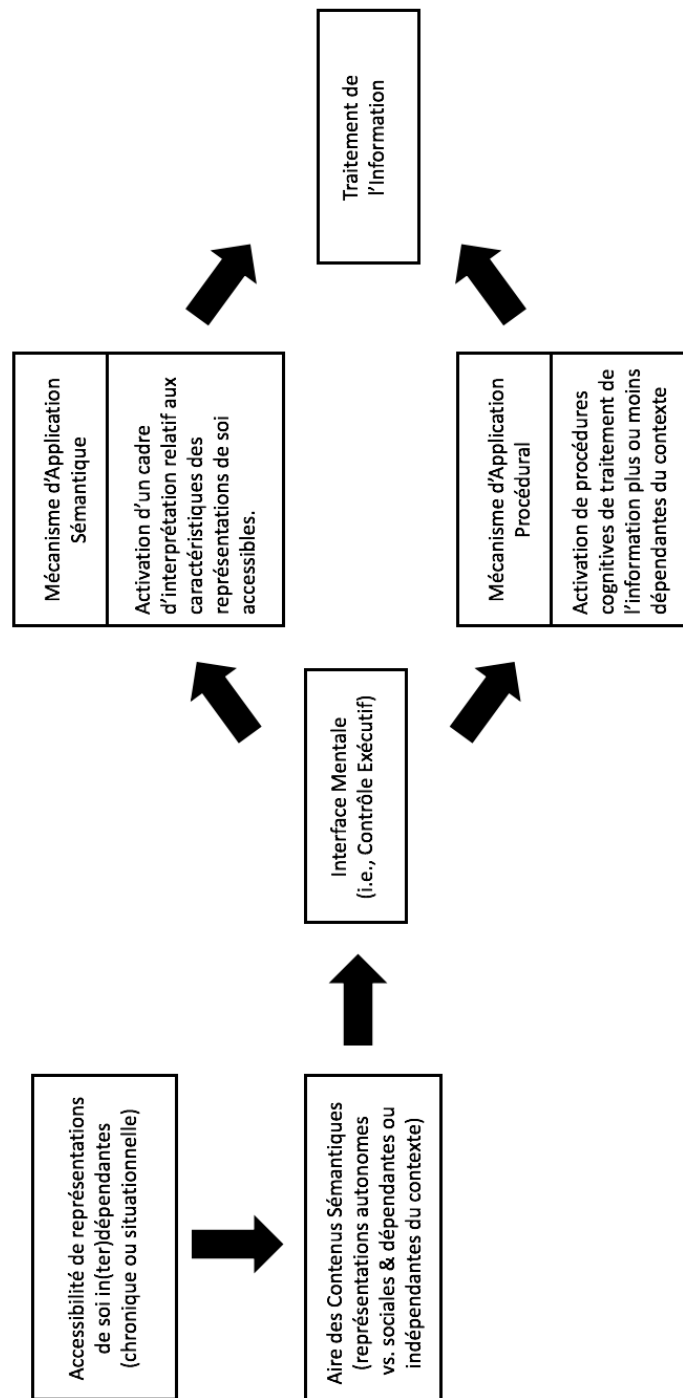 Accessibilité de représentations
de soi in(ter)dépendantes
(chronique ou situationnelle)
Aire des Contenus Sémantiques
(représentations autonomes
vs. sociales & dépendantes ou
indépendantes du contexte)
Interface Mentale
(i.e., Contrôle Exécutif)
Mécanisme d'Application
Sémantique
Activation d'un cadre
d'interprétation relatif aux
caractéristiques des
représentations de soi
accessibles.
Mécanisme d'Application
Procédural
Activation de procédures
cognitives de traitement de
l'information plus ou moins
dépendantes du contexte
Traitement de
l'Information